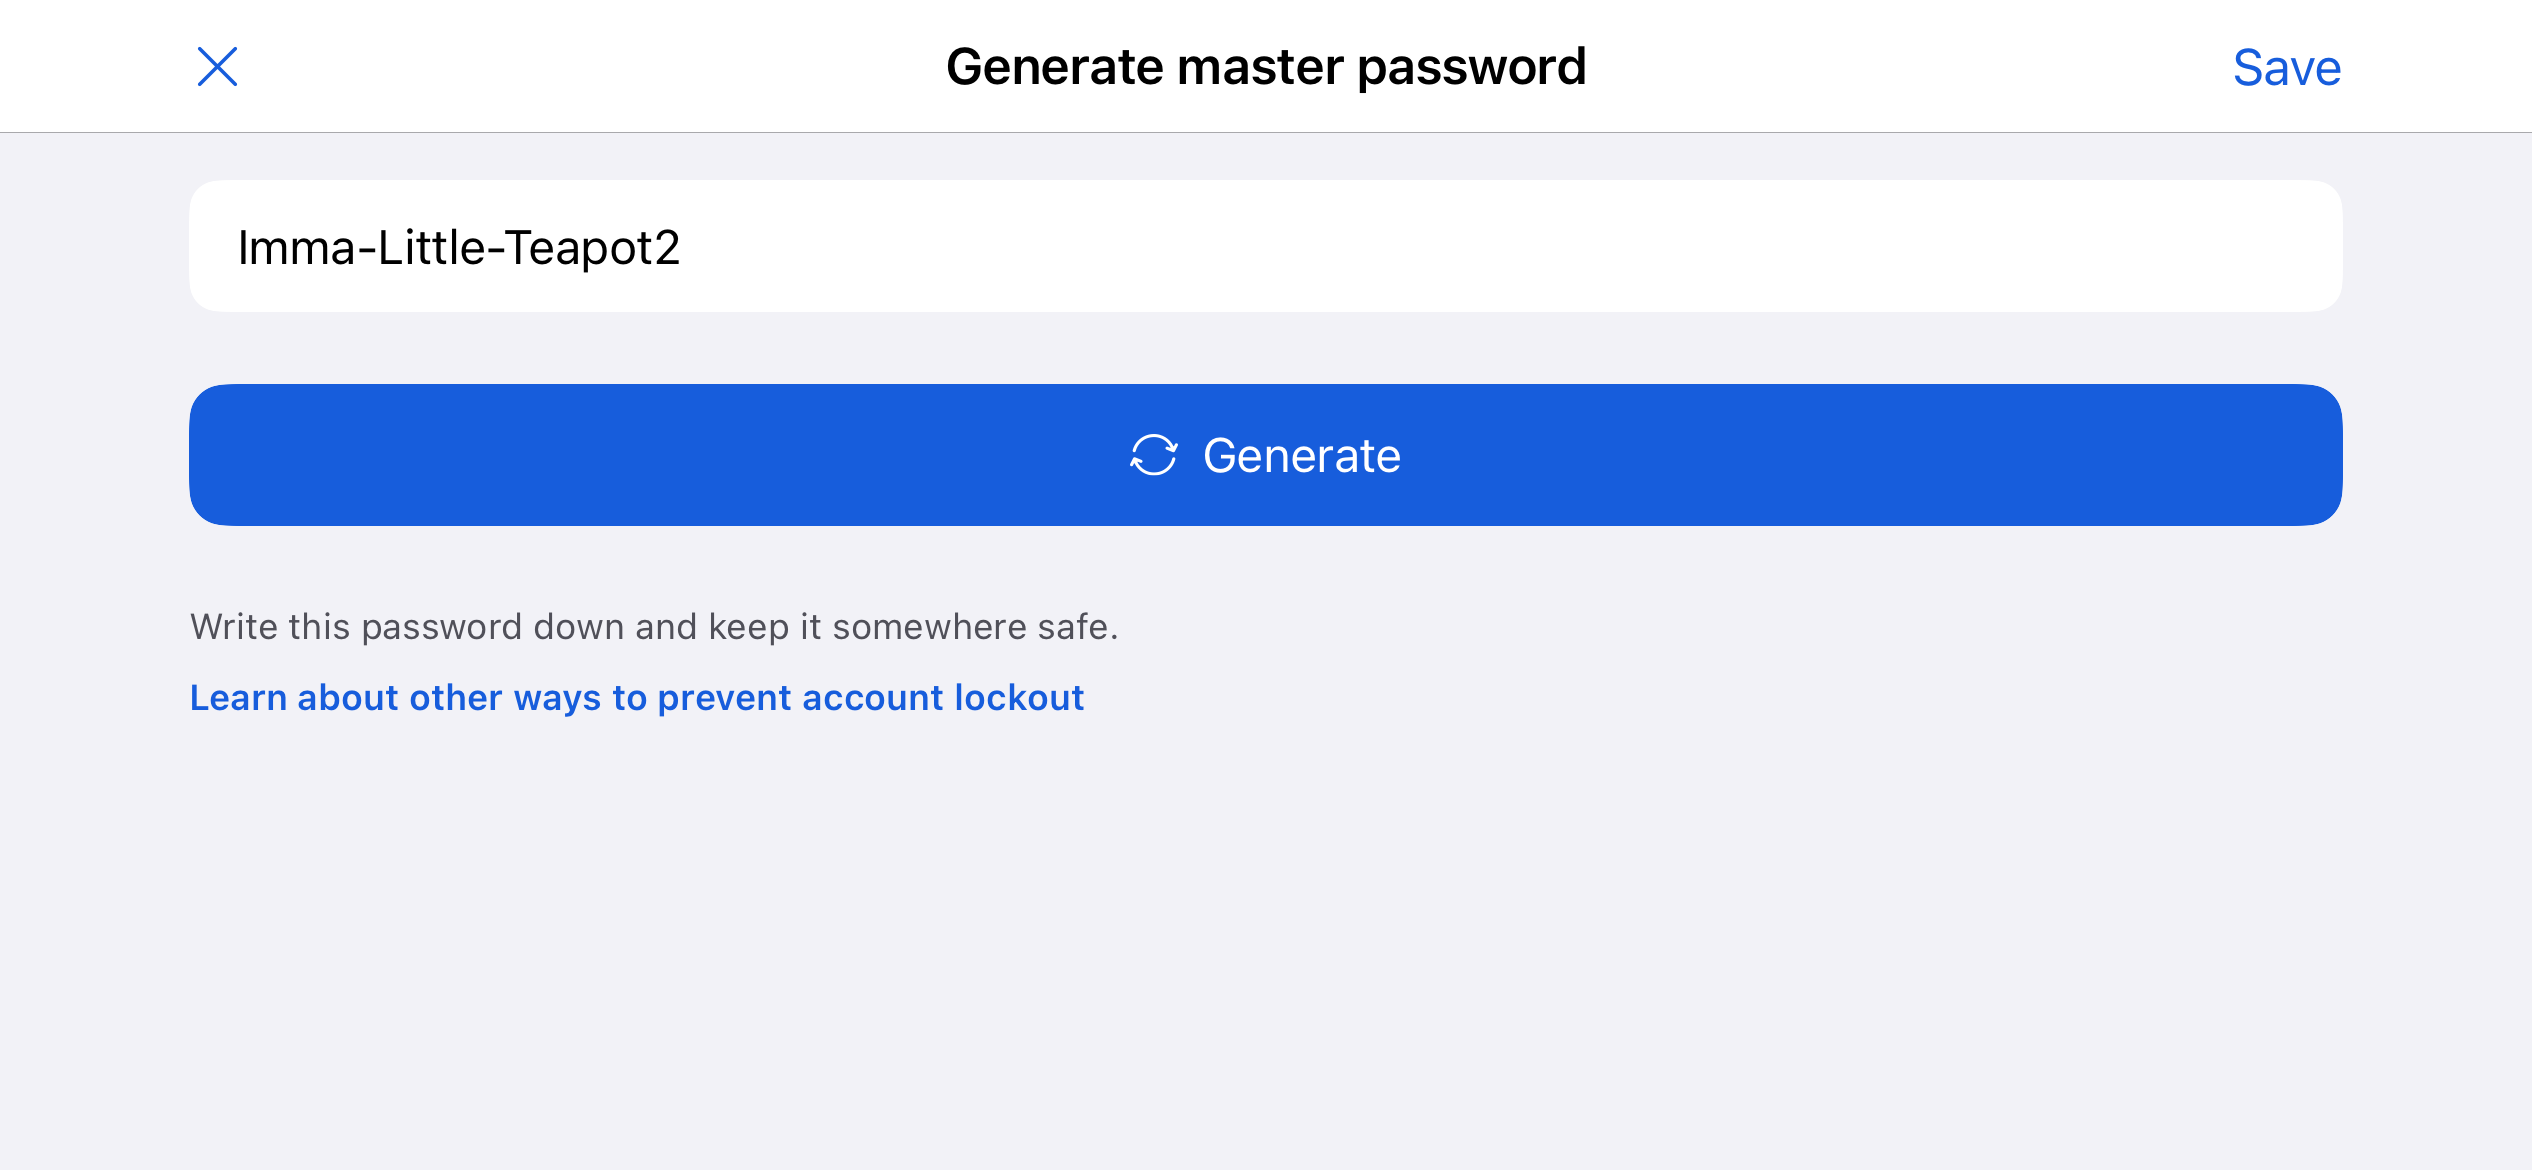 Generate master password
Save
Imma-Little-Teapot2
Generate
Write this password down and keep it somewhere safe.
Learn about other ways to prevent account lockout